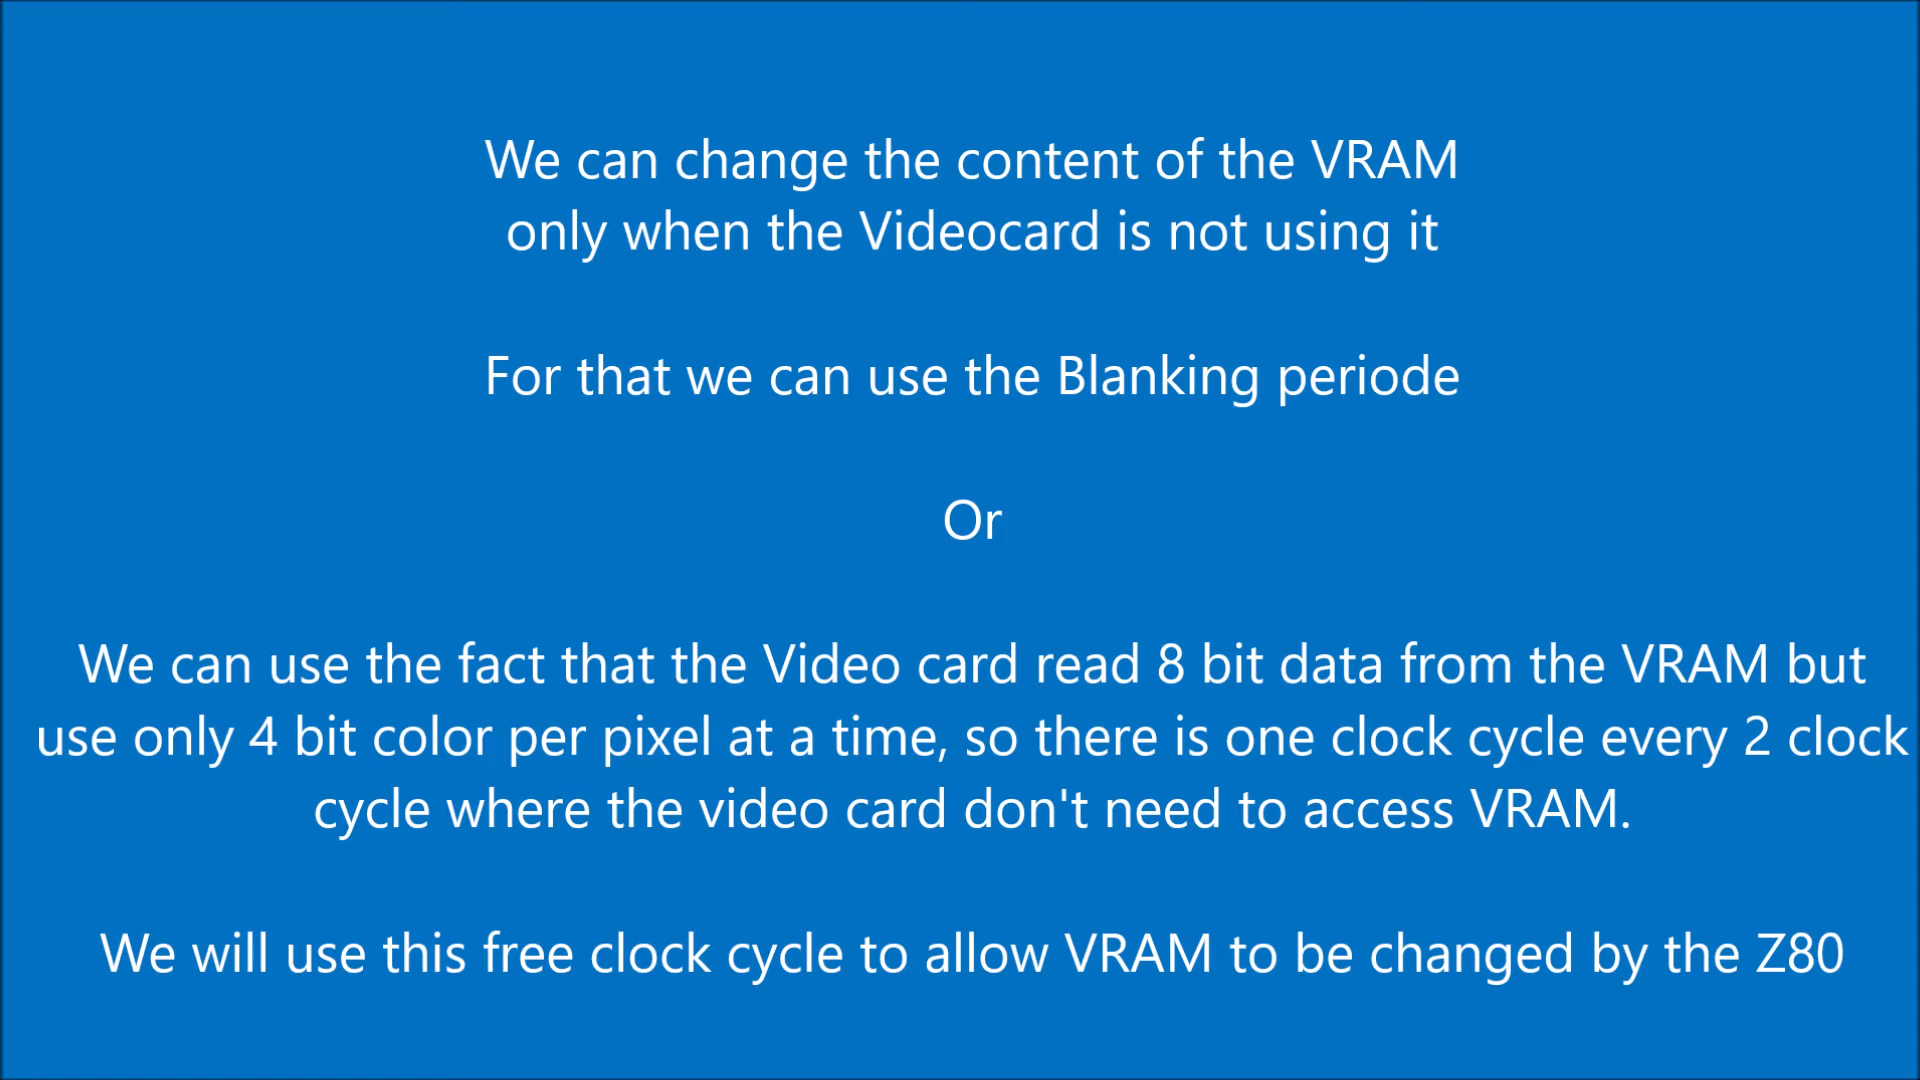 We can change the content of the VRAM
only when the Videocard is not using it
For that we can use the Blanking periode
Or
We can use the fact that the Video card read 8 bit data from the VRAM but
use only 4 bit color per pixel at a time, so there is one clock cycle every 2 clock
cycle where the video card don't need to access VRAM.
We will use this free clock cycle to allow VRAM to be changed by the Z80